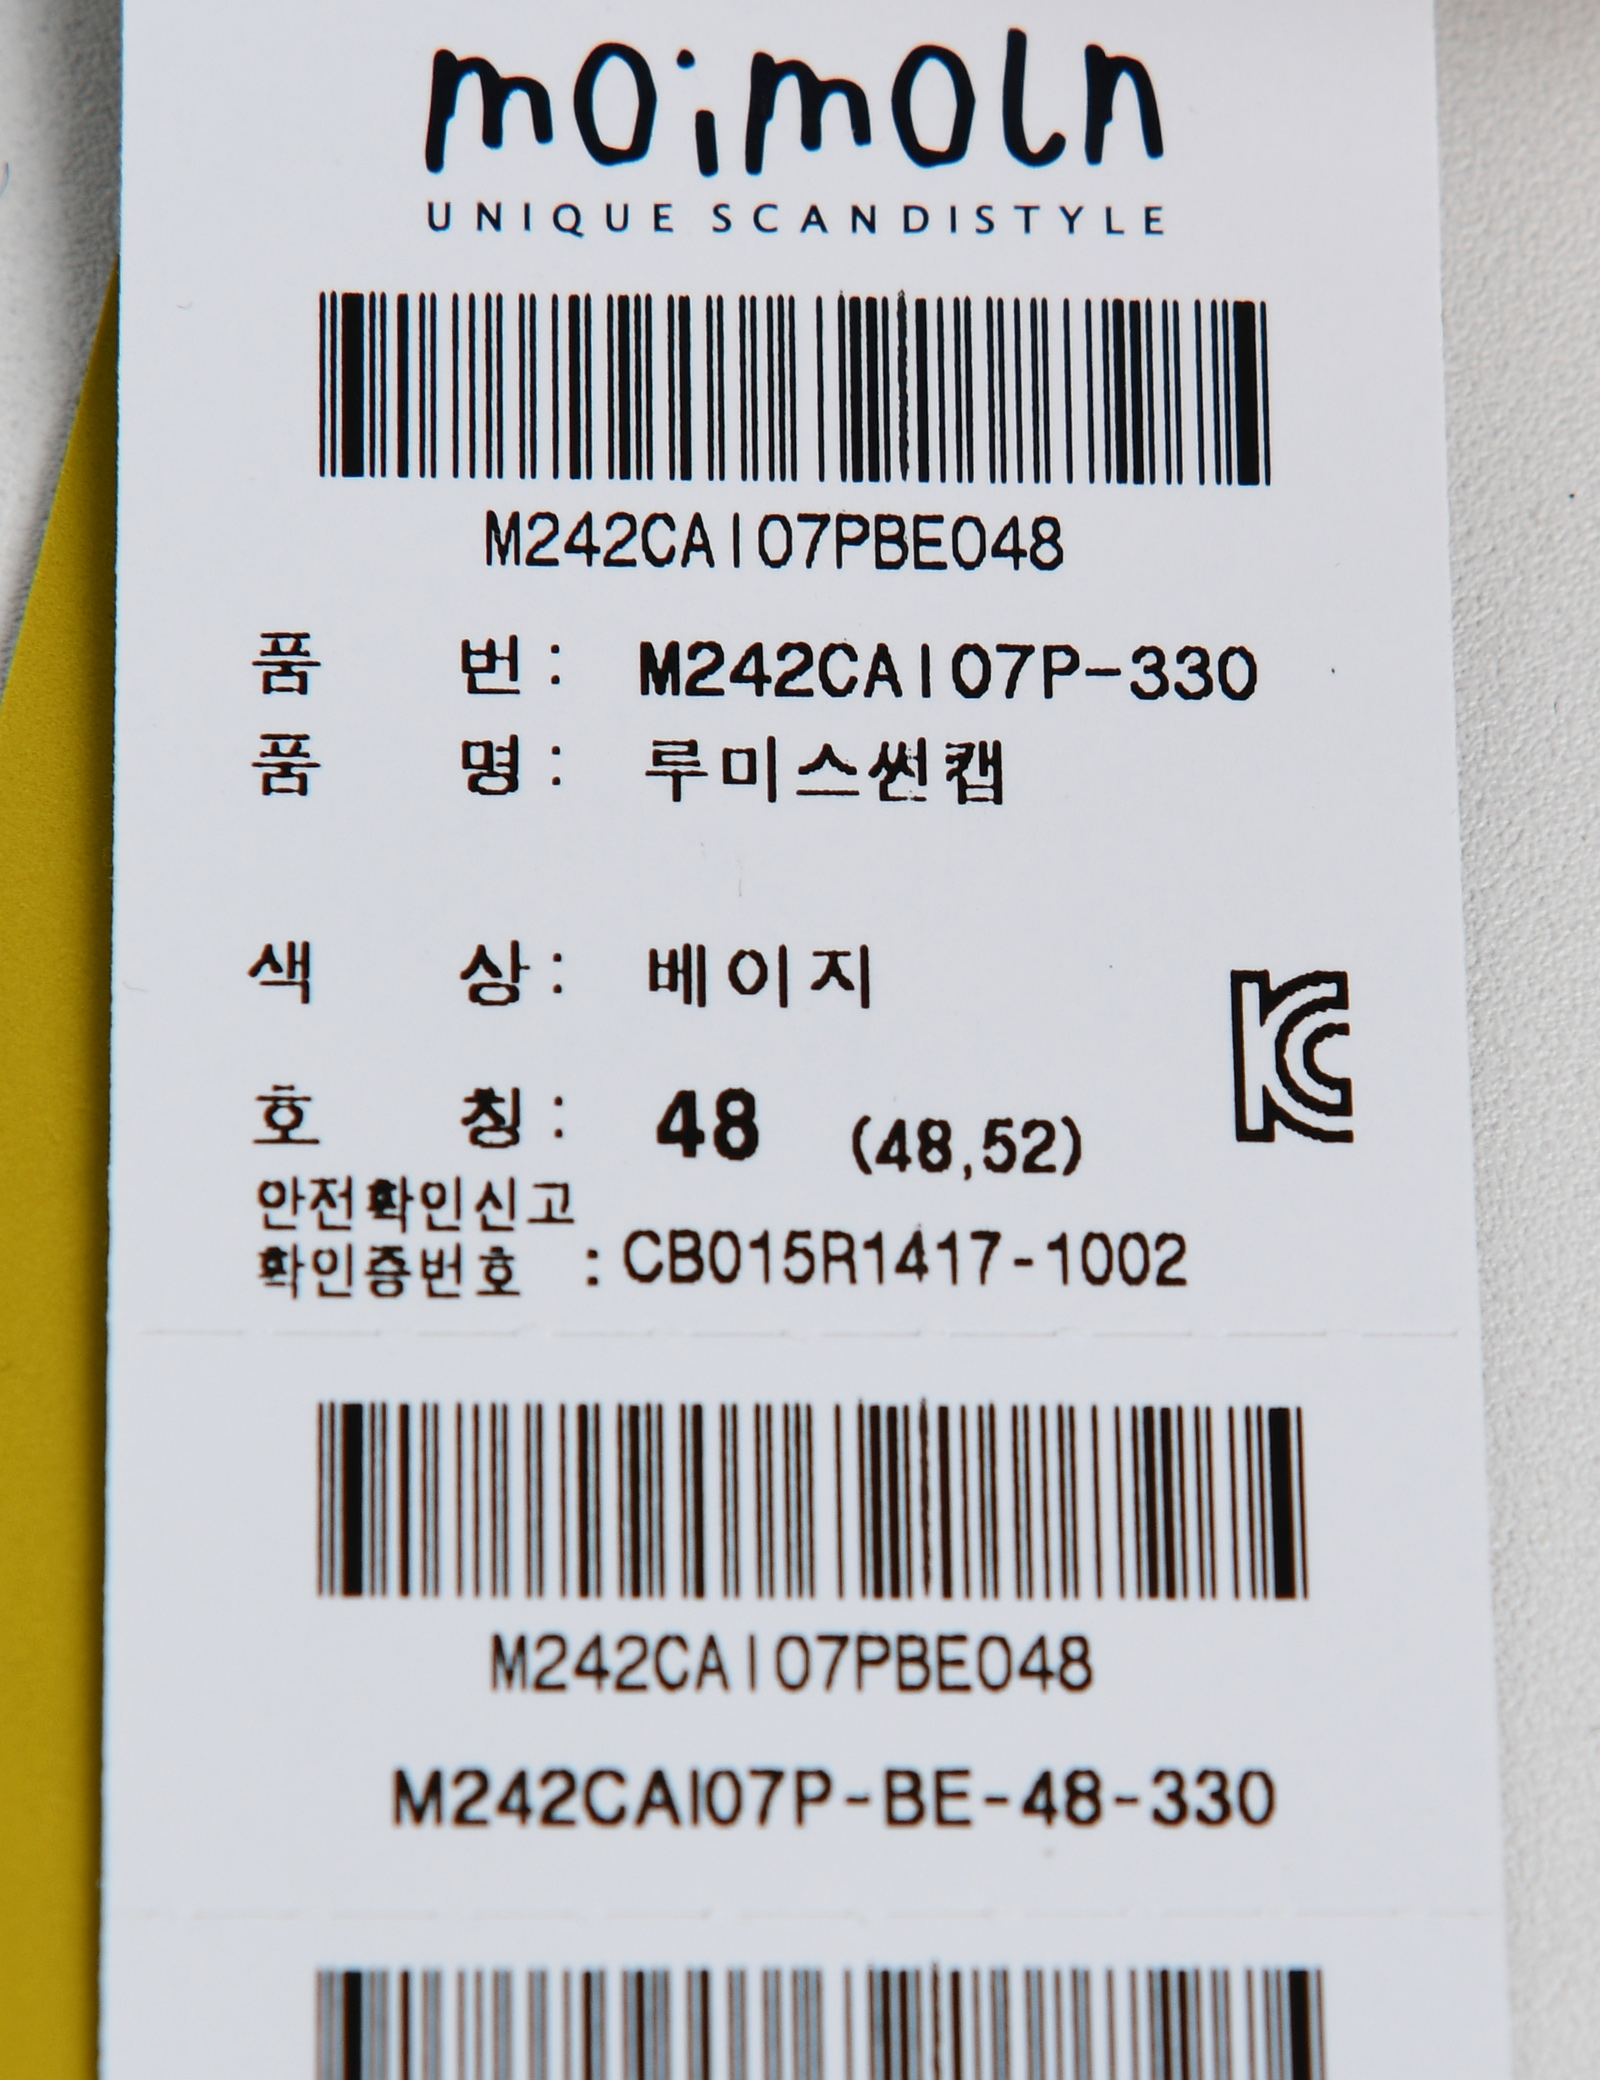 moimoln
UNIQUE SCANDISTYLE
M242CAI07PBE048
품 번 : M242CAI07P-330
품 명 : 루미스썬캡
색 상 : 베이지
KC
호 칭 : 48 (48,52)
안전확인신고
확인증번호 : CB015R1417-1002
M242CAI07PBE048
M242CAI07P-BE-48-330